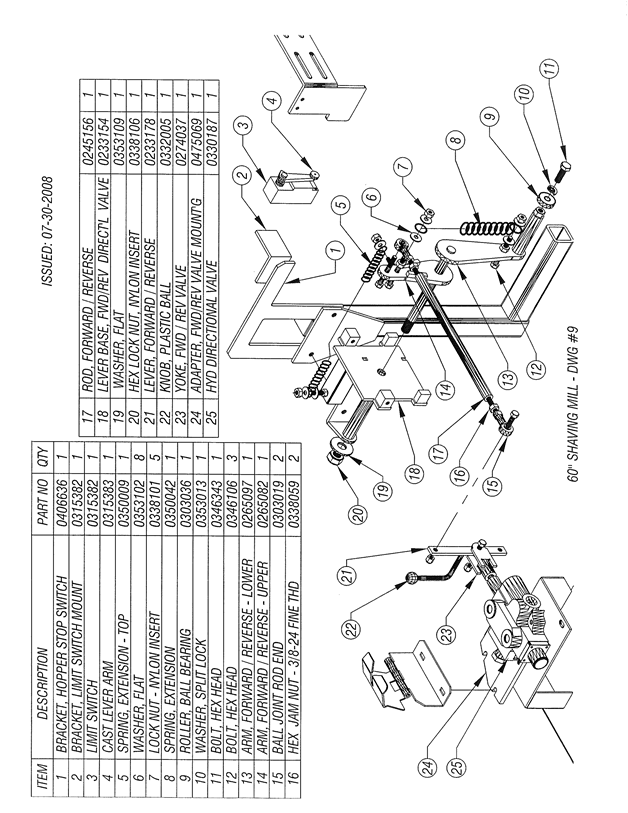 ISSUED: 07-30-2008
ITEM DESCRIPTION PART NO QTY
1 BRACKET, HOPPER STOP SWITCH 0406636 1
2 BRACKET, LIMIT SWITCH MOUNT 0315382 1
3 LIMIT SWITCH 0315382 1
4 CAST LEVER ARM 0315383 1
5 SPRING, EXTENSION - TOP 0350009 1
6 WASHER, FLAT 0353102 8
7 LOCK NUT - NYLON INSERT 0338101 5
8 SPRING, EXTENSION 0350042 1
9 ROLLER, BALL BEARING 0303036 1
10 WASHER, SPLIT LOCK 0353013 1
11 BOLT, HEX HEAD 0346343 1
12 BOLT, HEX HEAD 0346106 3
13 ARM, FORWARD / REVERSE - LOWER 0265097 1
14 ARM, FORWARD / REVERSE - UPPER 0265082 1
15 BALL JOINT ROD END 0303019 2
16 HEX JAM NUT - 3/8-24 FINE THD 0338059 2
17 ROD, FORWARD / REVERSE 0245156 1
18 LEVER BASE, FWD/REV DIRECT'L VALVE 0233154 1
19 WASHER, FLAT 0353109 1
20 HEX LOCK NUT, NYLON INSERT 0338106 1
21 LEVER, FORWARD / REVERSE 0233178 1
22 KNOB, PLASTIC BALL 0332005 1
23 YOKE, FWD / REV VALVE 0274037 1
24 ADAPTER, FWD/REV VALVE MOUNT'G 0475069 1
25 HYD DIRECTIONAL VALVE 0330187 1
1
2
3
4
5
6
7
8
9
10
11
12
13
14
15
16
17
18
19
20
21
22
23
24
25
60" SHAVING MILL - DWG #9